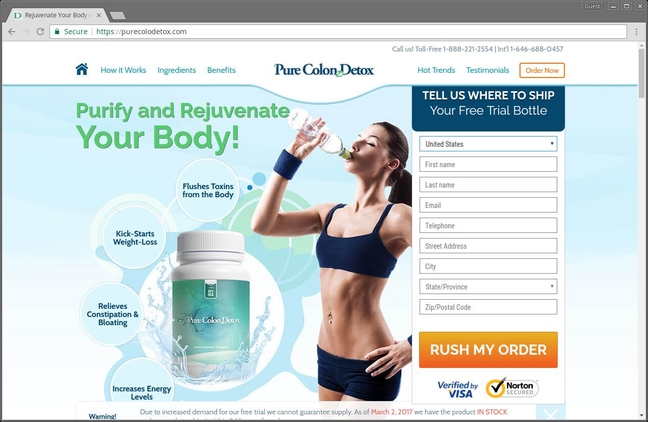 Guest
Rejuvenate Your Body
Secure
https://purecolodetox.com
Call us! Toll-Free 1-888-221-2554 | Int'l 1-646-688-0457
How it Works
Ingredients
Benefits
Pure Colon Detox
Hot Trends
Testimonials
Order Now
Purify and Rejuvenate
Your Body!
Flushes Toxins
from the Body
Kick-Starts
Weight-Loss
Relieves
Constipation &
Bloating
Increases Energy
Levels
Pure Colon Detox
TELL US WHERE TO SHIP
Your Free Trial Bottle
United States
First name
Last name
Email
Telephone
Street Address
City
State/Province
Zip/Postal Code
RUSH MY ORDER
Verified by
VISA
Norton
SECURED
Warning!
Due to increased demand for our free trial we cannot guarantee supply. As of March 2, 2017 we have the product IN STOCK